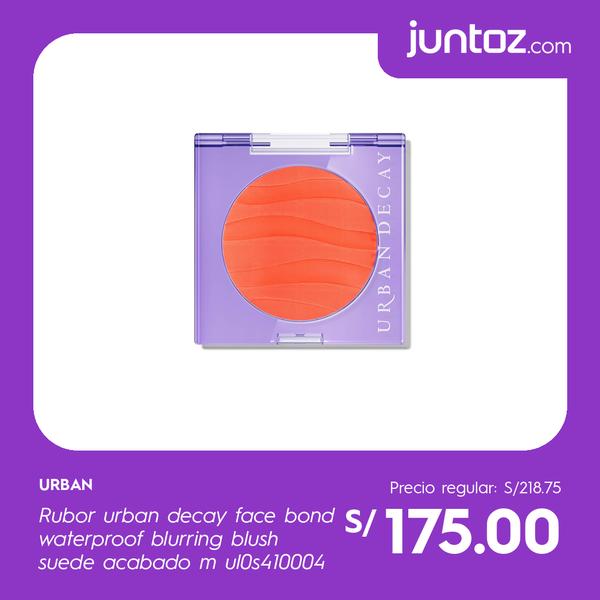 juntoz.com
URBAN DECAY
URBAN
Precio regular: S/218.75
Rubor urban decay face bond
waterproof blurring blush
suede acabado m ul0s410004
S/175.00